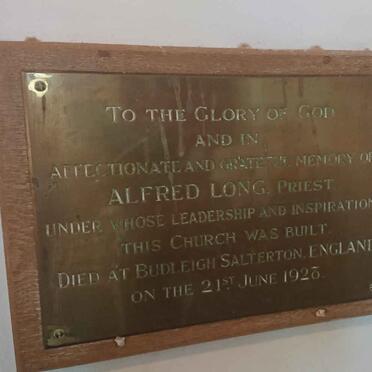 TO THE GLORY OF GOD
AND IN
AFFECTIONATE AND GRATEFUL MEMORY OF
ALFRED LONG, PRIEST
UNDER WHOSE LEADERSHIP AND INSPIRATION
THIS CHURCH WAS BUILT.
DIED AT BUDLEIGH SALTERTON, ENGLAND
ON THE 21ST JUNE